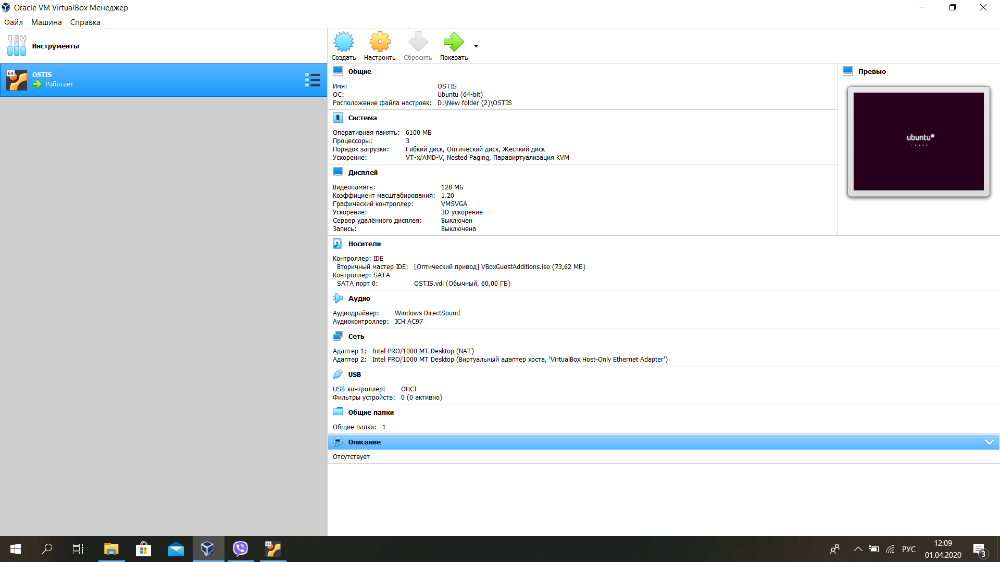 Oracle VM VirtualBox Менеджер
Файл Машина Справка
Инструменты
Создать Настроить Сбросить Показать
64 OSTIS
Работает
Общие
Имя: OSTIS
ОС: Ubuntu (64-bit)
Расположение файла настроек: D:\New folder (2)\OSTIS
Превью
ubuntu®
Система
Оперативная память: 6100 МБ
Процессоры: 3
Порядок загрузки: Гибкий диск, Оптический диск, Жёсткий диск
Ускорение: VT-x/AMD-V, Nested Paging, Паравиртуализация KVM
Дисплей
Видеопамять: 128 МБ
Коэффициент масштабирования: 1.20
Графический контроллер: VMSVGA
Ускорение: 3D-ускорение
Сервер удалённого дисплея: Выключен
Запись: Выключена
Носители
Контроллер: IDE
Вторичный мастер IDE: [Оптический привод] VBoxGuestAdditions.iso (73,62 МБ)
Контроллер: SATA
SATA порт 0: OSTIS.vdi (Обычный, 60,00 ГБ)
Аудио
Аудиодрайвер: Windows DirectSound
Аудиоконтроллер: ICH AC97
Сеть
Адаптер 1: Intel PRO/1000 MT Desktop (NAT)
Адаптер 2: Intel PRO/1000 MT Desktop (Виртуальный адаптер хоста, 'VirtualBox Host-Only Ethernet Adapter')
USB
USB-контроллер: OHCI
Фильтры устройств: 0 (0 активно)
Общие папки
Общие папки: 1
Описание
Отсутствует
64
РУС
12:09
01.04.2020
3